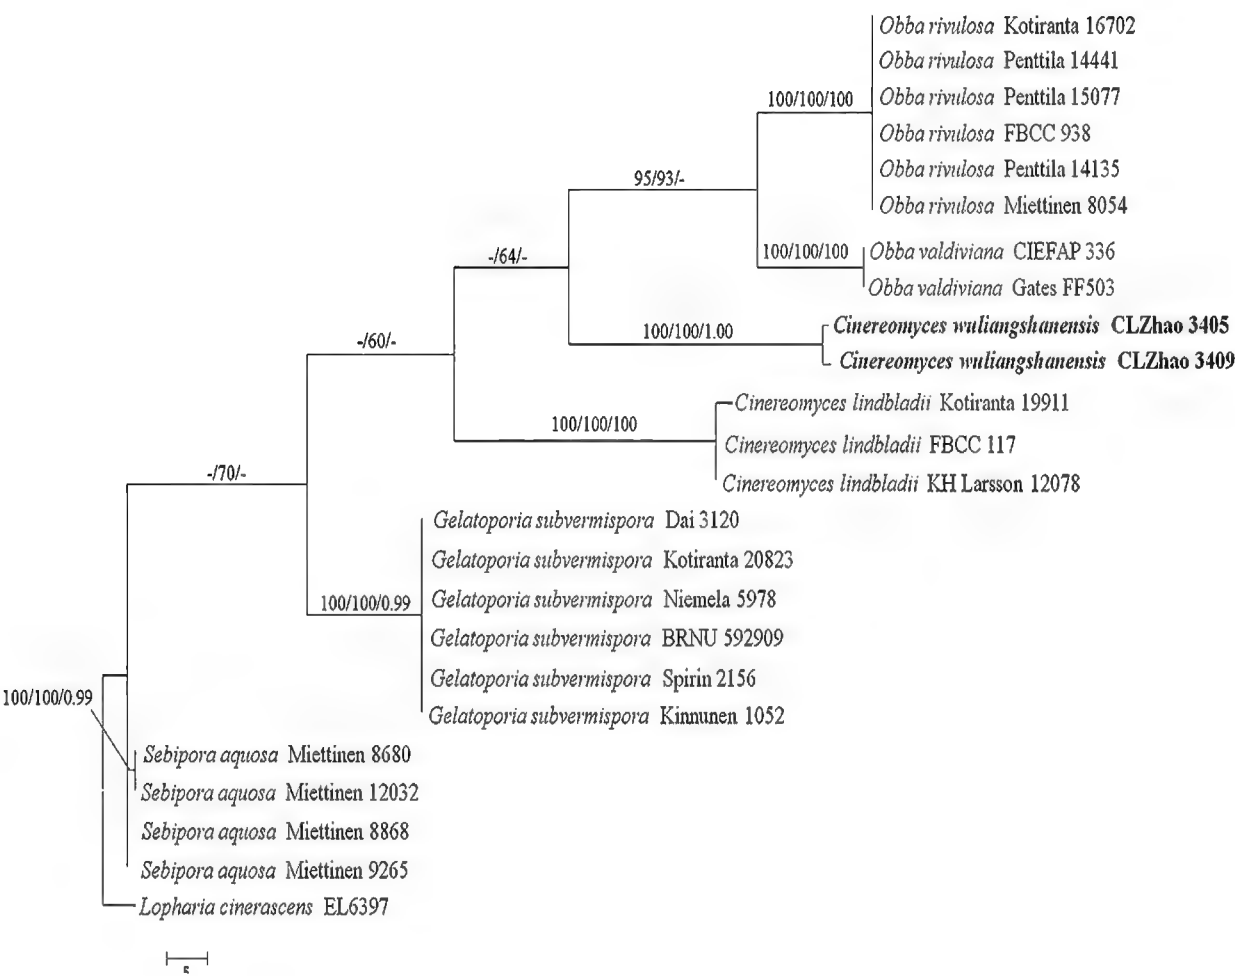 Obba rivulosa Kotiranta 16702
Obba rivulosa Penttila 14441
100/100/100
Obba rivulosa Penttila 15077
Obba rivulosa FBCC 938
Obba rivulosa Penttila 14135
95/93/-
Obba rivulosa Miettinen 8054
-/64/-
100/100/100
Obba valdiviana CIEFAP 336
Obba valdiviana Gates FF503
-/60/-
100/100/1.00
Cinereomyces wuliangshanensis CLZhao 3405
Cinereomyces wuliangshanensis CLZhao 3409
Cinereomyces lindbladii Kotiranta 19911
100/100/100
Cinereomyces lindbladii FBCC 117
-/70/-
Cinereomyces lindbladii KH Larsson 12078
Gelatoporia subvermispora Dai 3120
Gelatoporia subvermispora Kotiranta 20823
100/100/0.99
Gelatoporia subvermispora Niemela 5978
Gelatoporia subvermispora BRNU 592909
Gelatoporia subvermispora Spirin 2156
100/100/0.99
Gelatoporia subvermispora Kinnunen 1052
Sebipora aquosa Miettinen 8680
Sebipora aquosa Miettinen 12032
Sebipora aquosa Miettinen 8868
Sebipora aquosa Miettinen 9265
Lopharia cinerascens EL6397
5